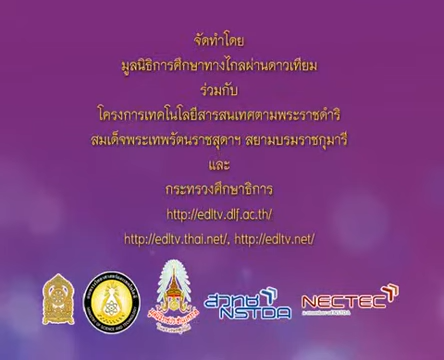 จัดทำโดย
มูลนิธิการศึกษาทางไกลผ่านดาวเทียม
ร่วมกับ
โครงการเทคโนโลยีสารสนเทศตามพระราชดำริ
สมเด็จพระเทพรัตนราชสุดาฯ สยามบรมราชกุมารี
และ
กระทรวงศึกษาธิการ
http://edltv.dlf.ac.th/
http://edltv.thai.net/, http://edltv.net/
สวทช NSTDA
NECTEC
a member of NSTDA